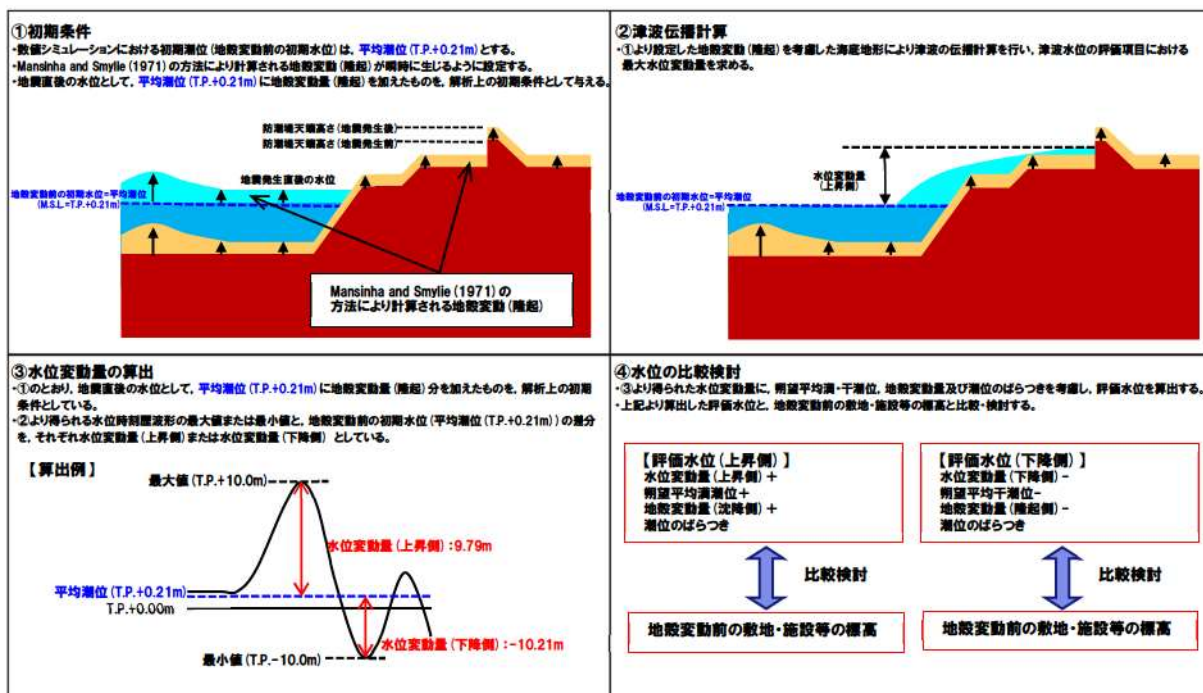 ①初期条件
・数値シミュレーションにおける初期潮位(地殻変動前の初期水位)は,平均潮位(T.P.+0.21m)とする。
・Mansinha and Smylie(1971)の方法により計算される地殻変動(隆起)が瞬時に生じるように設定する。
・地震直後の水位として,平均潮位(T.P.+0.21m)に地殻変動量(隆起)を加えたものを,解析上の初期条件として与える。
防潮堤天端高さ(地震発生後)
防潮堤天端高さ(地震発生前)
地震発生直後の水位
地殻変動前の初期水位=平均潮位
(M.S.L.=T.P.+0.21m)
Mansinha and Smylie(1971)の
方法により計算される地殻変動(隆起)
②津波伝播計算
・①より設定した地殻変動(隆起)を考慮した海底地形により津波の伝播計算を行い,津波水位の評価項目における
最大水位変動量を求める。
水位変動量
(上昇側)
地殻変動前の初期水位=平均潮位
(M.S.L.=T.P.+0.21m)
③水位変動量の算出
・①のとおり,地震直後の水位として,平均潮位(T.P.+0.21m)に地殻変動量(隆起)分を加えたものを,解析上の初期
条件としている。
・②より得られる水位時刻歴波形の最大値または最小値と,地殻変動前の初期水位(平均潮位(T.P.+0.21m))の差分
を,それぞれ水位変動量(上昇側)または水位変動量(下降側)としている。
【算出例】
最大値(T.P.+10.0m)
水位変動量(上昇側):9.79m
平均潮位(T.P.+0.21m)
T.P.+0.00m
水位変動量(下降側):-10.21m
最小値(T.P.-10.0m)
④水位の比較検討
・③より得られた水位変動量に,朔望平均満・干潮位,地殻変動量及び潮位のばらつきを考慮し,評価水位を算出する。
・上記より算出した評価水位と,地殻変動前の敷地・施設等の標高と比較・検討する。
【評価水位(上昇側)】
水位変動量(上昇側)+
朔望平均満潮位+
地殻変動量(沈降側)+
潮位のばらつき
比較検討
地殻変動前の敷地・施設等の標高
【評価水位(下降側)】
水位変動量(下降側)-
朔望平均干潮位-
地殻変動量(隆起側)-
潮位のばらつき
比較検討
地殻変動前の敷地・施設等の標高